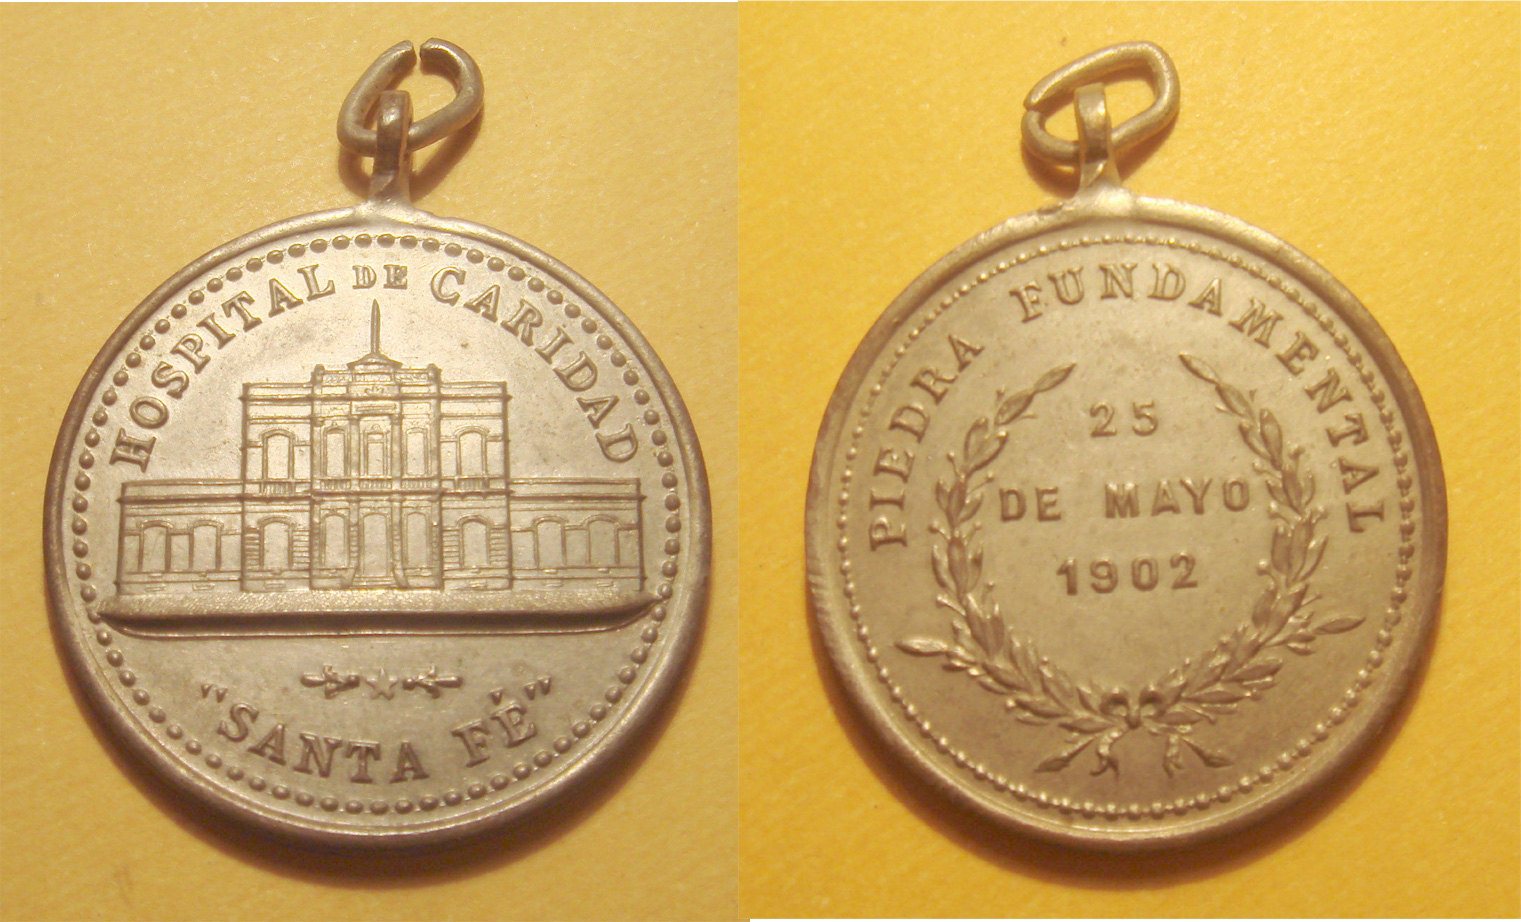 HOSPITAL DE CARIDAD
"SANTA FÉ"
PIEDRA FUNDAMENTAL
25
DE MAYO
1902